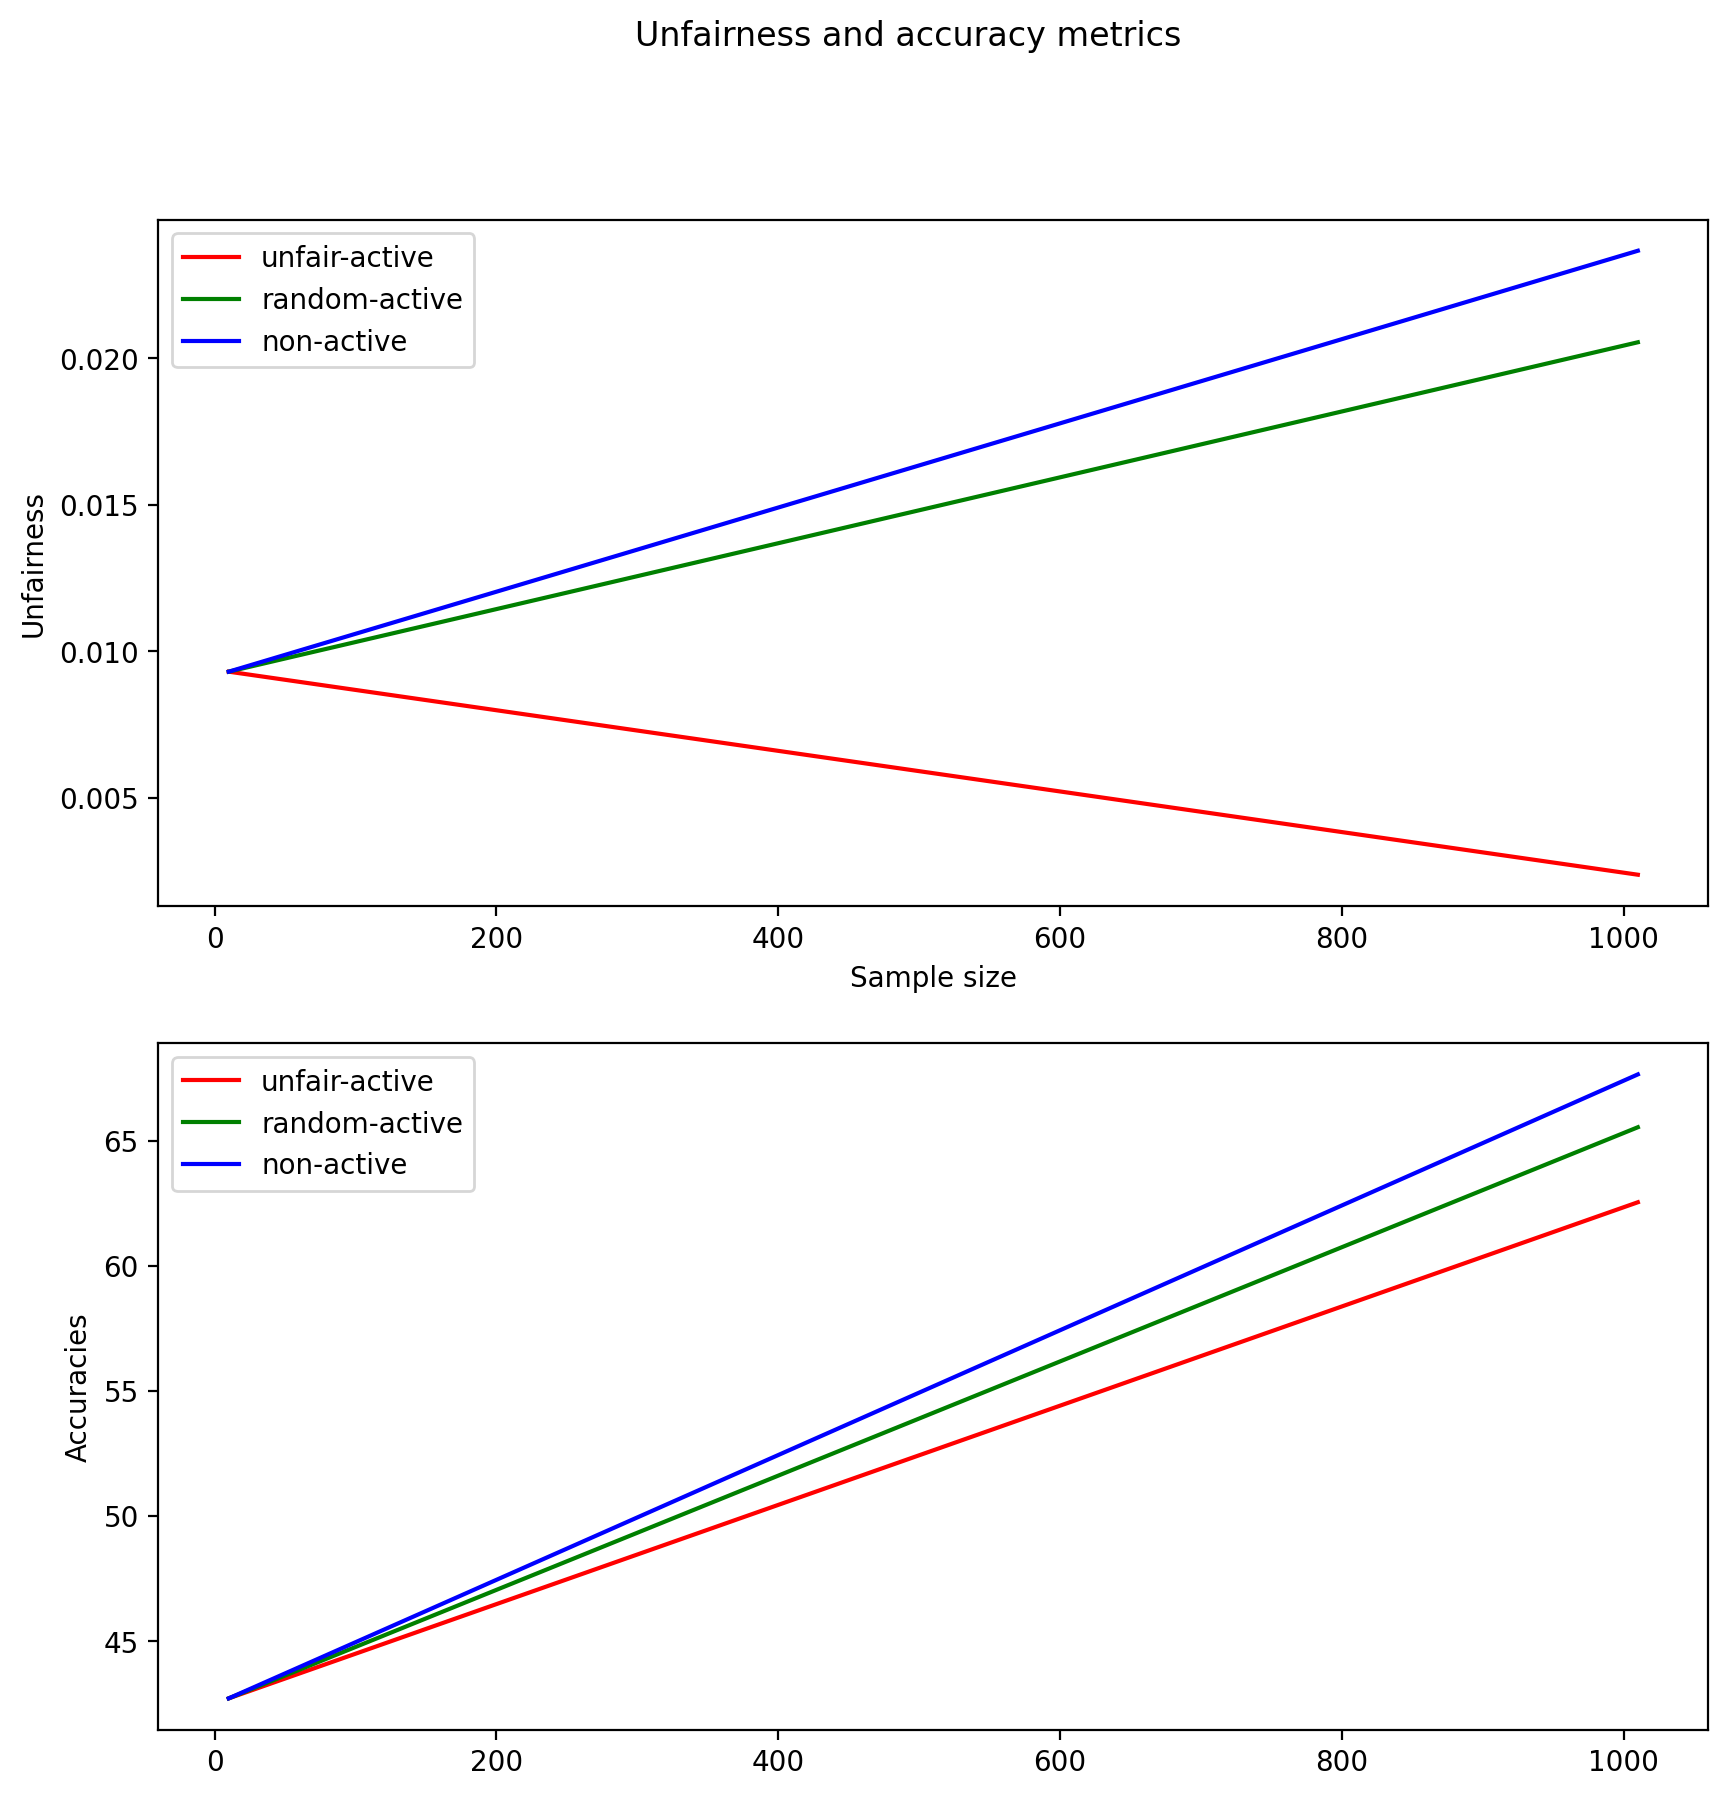 Unfairness and accuracy metrics
unfair-active
random-active
non-active
0.020
0.015
0.010
0.005
Unfairness
0 200 400 600 800 1000
Sample size
unfair-active
random-active
non-active
65
60
55
50
45
Accuracies
0 200 400 600 800 1000